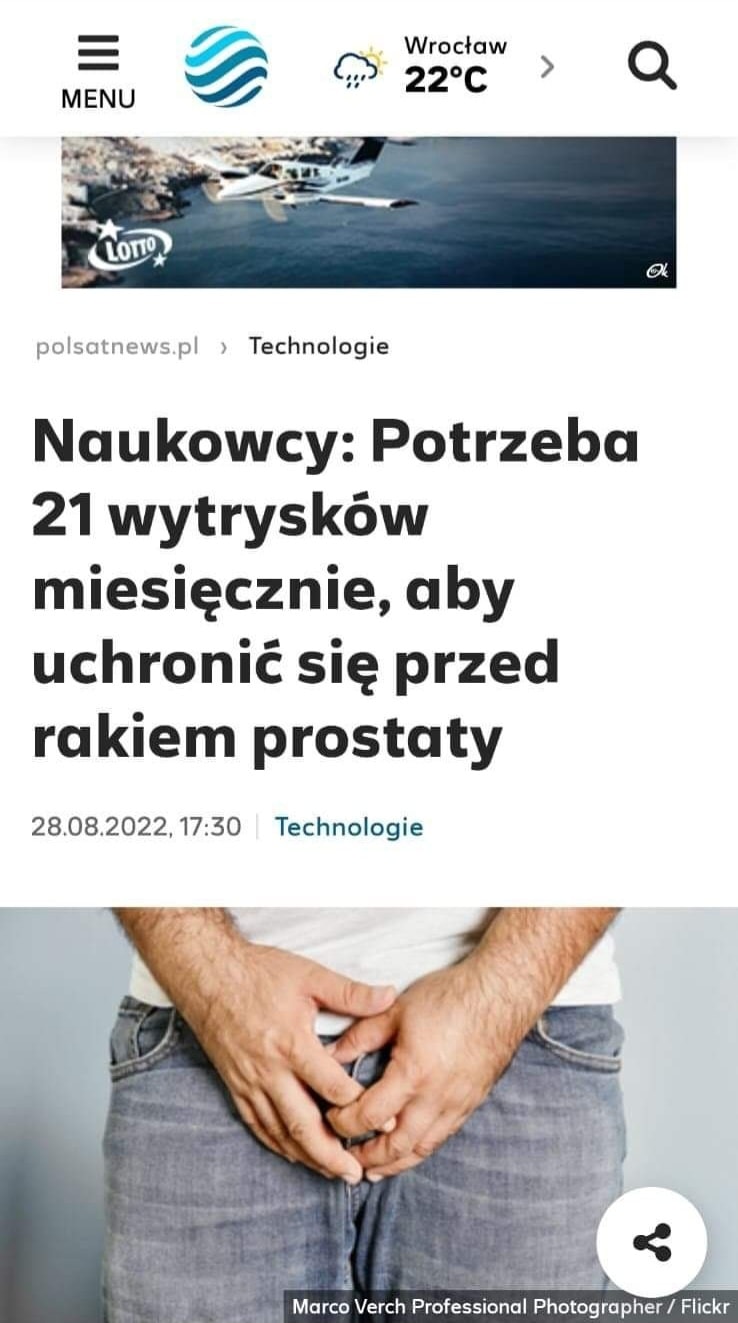 MENU
Wrocław
22°C
LOTTO
polsatnews.pl › Technologie
Naukowcy: Potrzeba
21 wytrysków
miesięcznie, aby
uchronić się przed
rakiem prostaty
28.08.2022, 17:30 | Technologie
Marco Verch Professional Photographer / Flickr